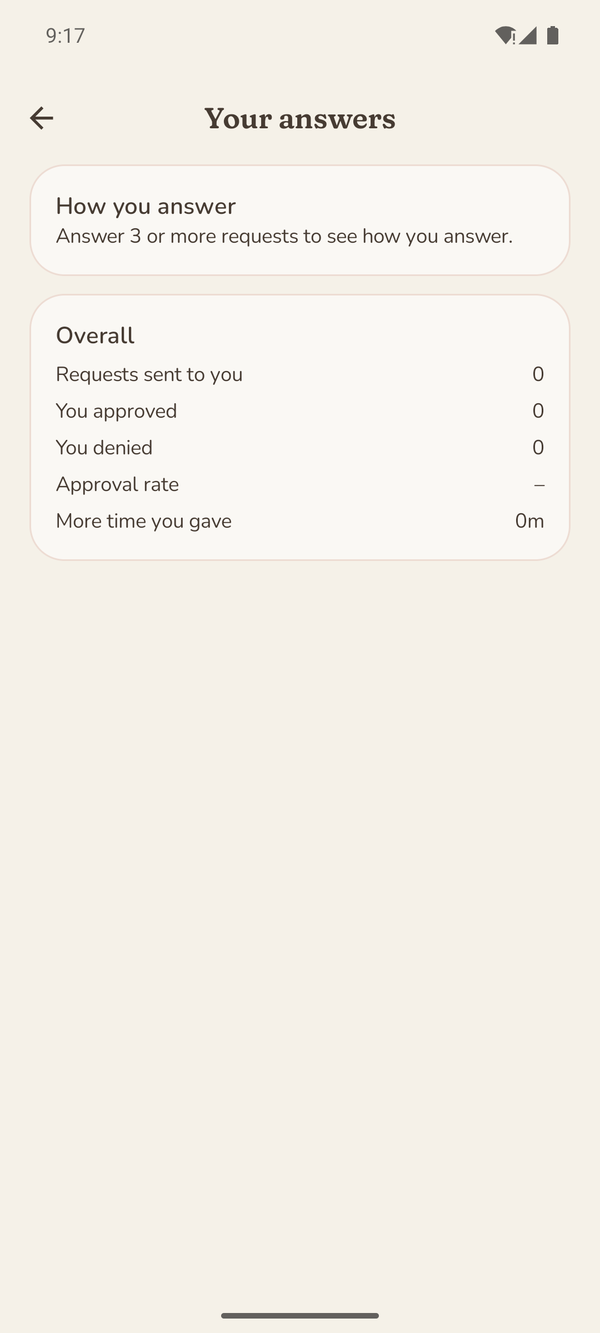 9:17
Your answers
How you answer
Answer 3 or more requests to see how you answer.
Overall
Requests sent to you 0
You approved 0
You denied 0
Approval rate –
More time you gave 0m